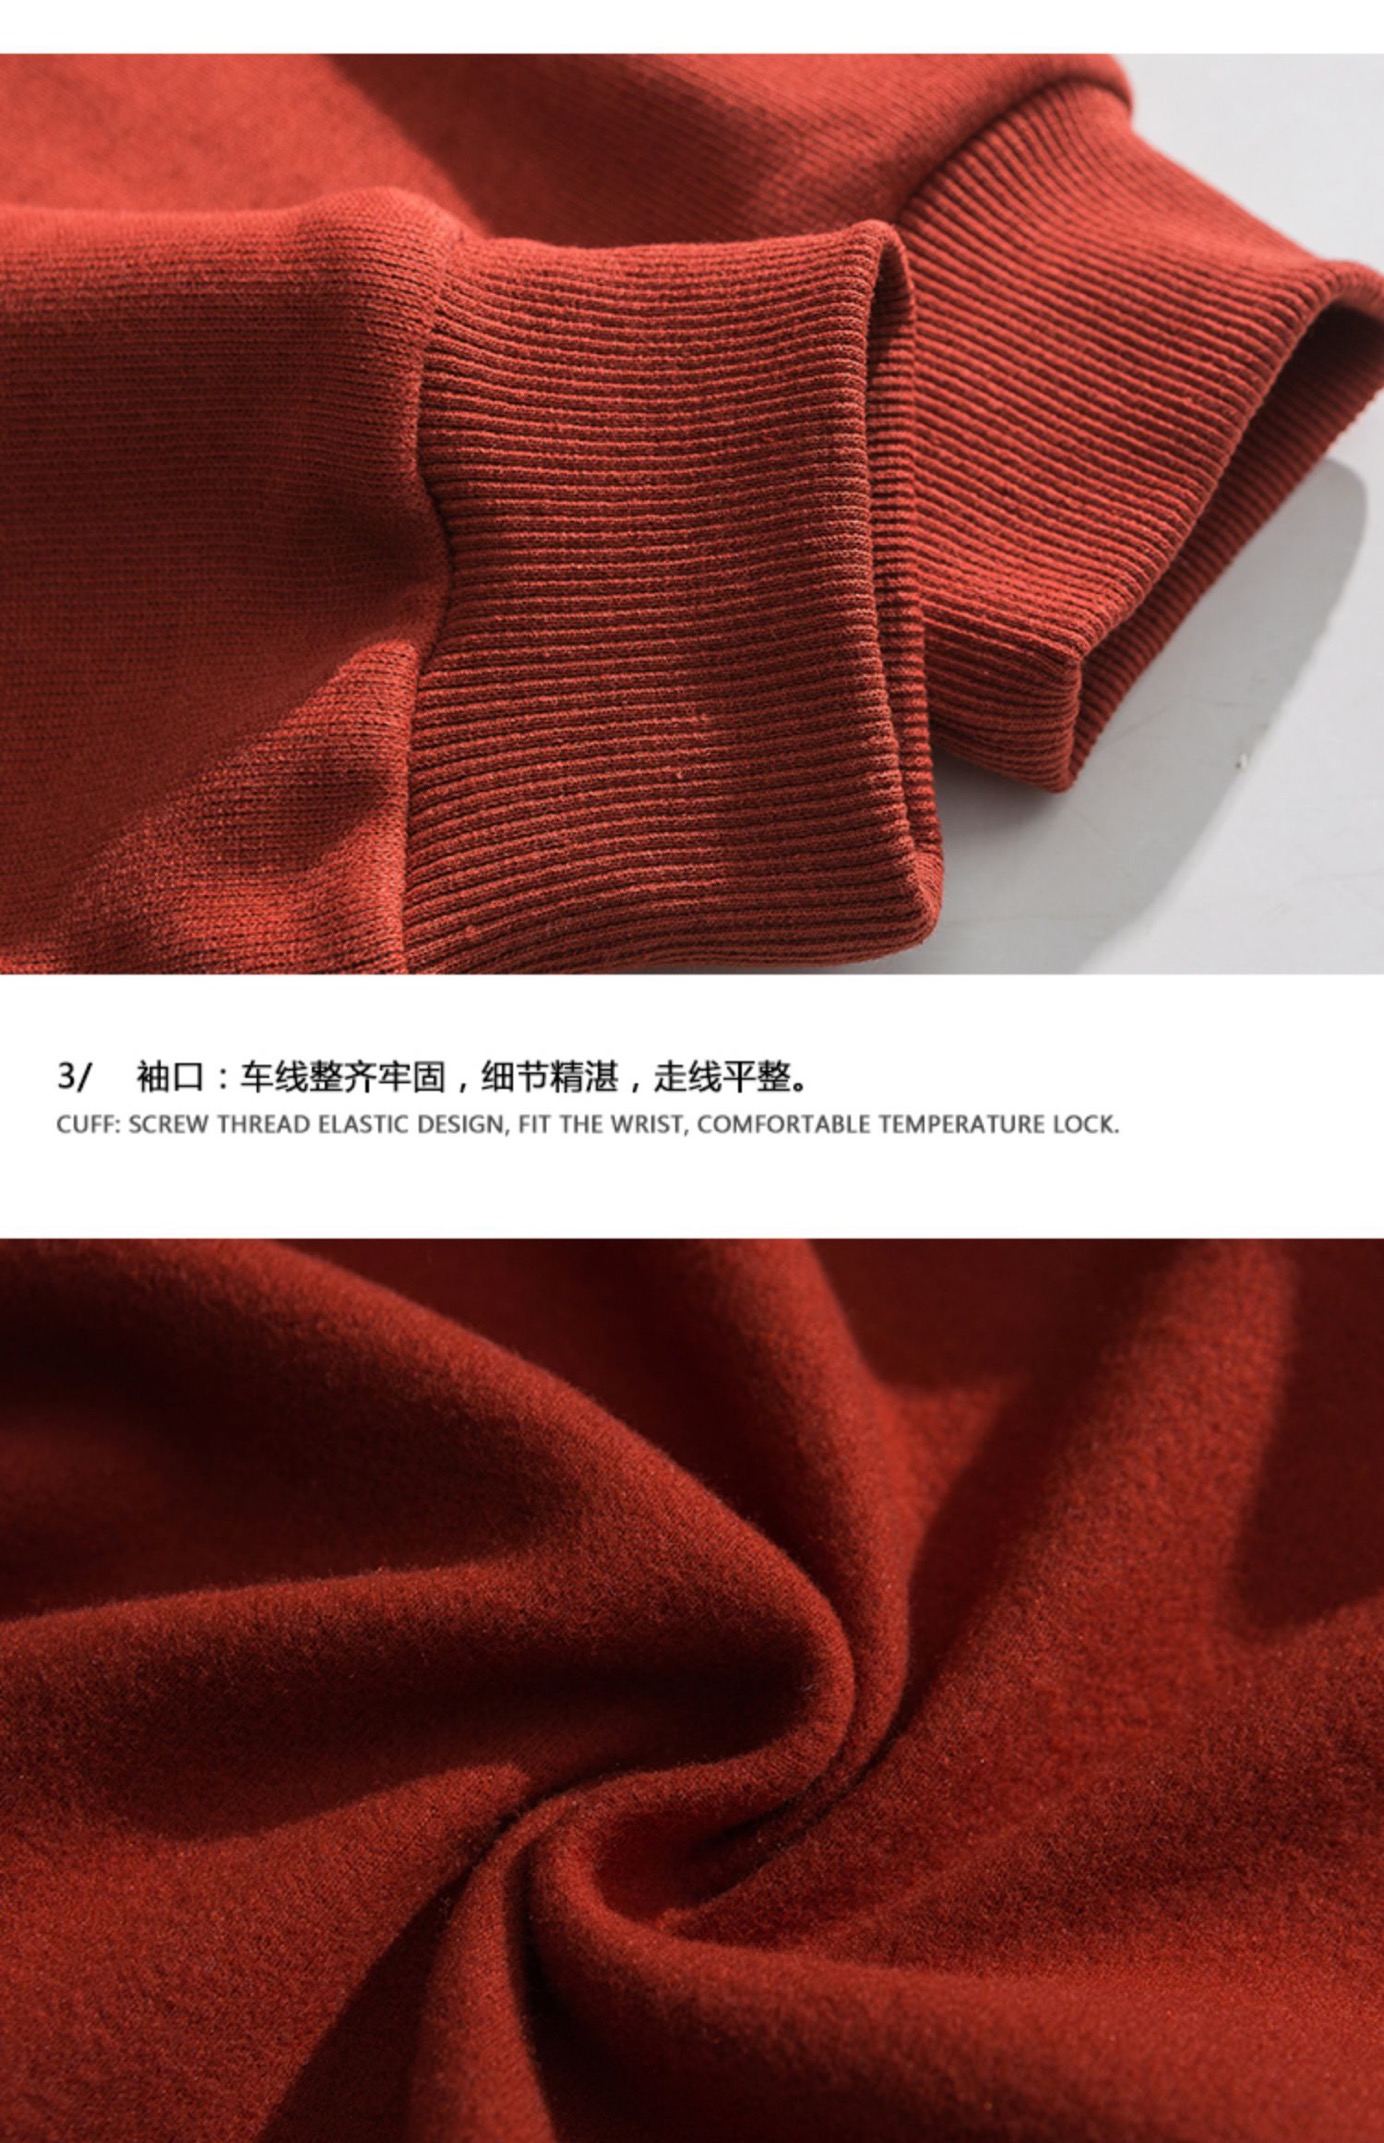 3/ 袖口：车线整齐牢固，细节精湛，走线平整。
CUFF: SCREW THREAD ELASTIC DESIGN, FIT THE WRIST, COMFORTABLE TEMPERATURE LOCK.